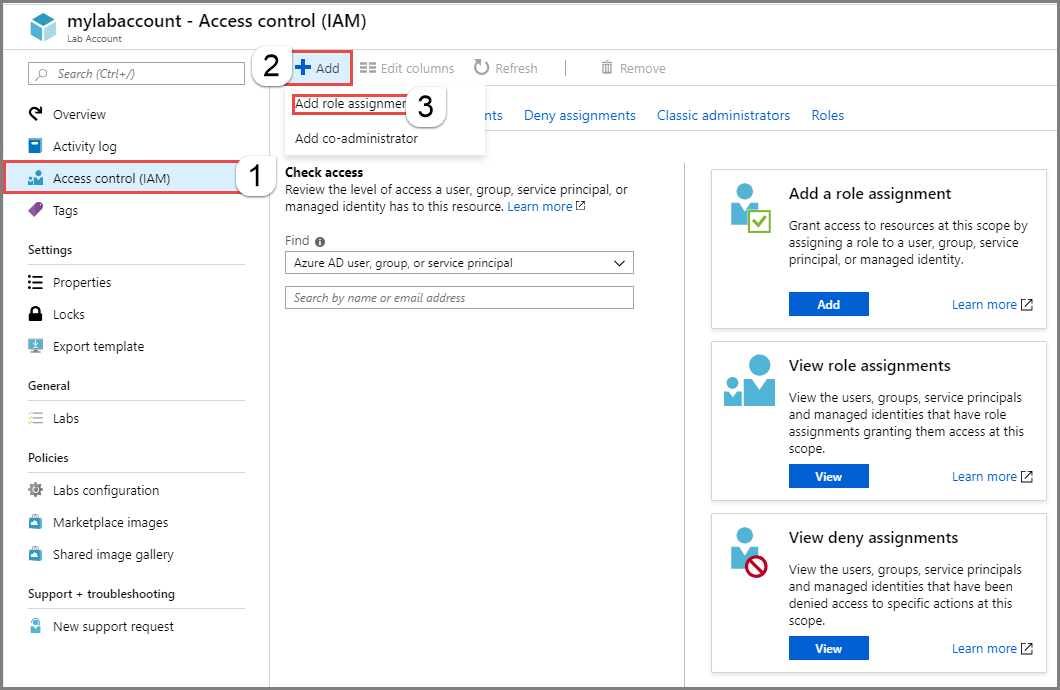 mylabaccount - Access control (IAM)
Lab Account
Search (Ctrl+/)
Overview
Activity log
Access control (IAM)
1
Tags
Settings
Properties
Locks
Export template
General
Labs
Policies
Labs configuration
Marketplace images
Shared image gallery
Support + troubleshooting
New support request
2
Add
Edit columns
Refresh
Remove
Add role
3
Add co-administrator
Deny assignments
Classic administrators
Roles
Check access
Review the level of access a user, group, service principal, or
managed identity has to this resource. Learn more
Find
Azure AD user, group, or service principal
Search by name or email address
Add a role assignment
Grant access to resources at this scope by
assigning a role to a user, group, service
principal, or managed identity.
Add
Learn more
View role assignments
View the users, groups, service principals
and managed identities that have role
assignments granting them access at this
scope.
View
Learn more
View deny assignments
View the users, groups, service principals
and managed identities that have been
denied access to specific actions at this
scope.
View
Learn more